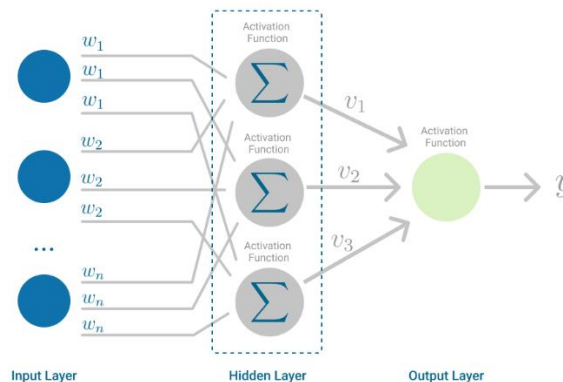 Activation
Function
w₁
w₁
w₁
Σ
v₁
Activation
Function
w₂
w₂
w₂
Activation
Function
Σ
v₂
y
v₃
...
Activation
Function
Σ
wₙ
wₙ
wₙ
Input Layer
Hidden Layer
Output Layer